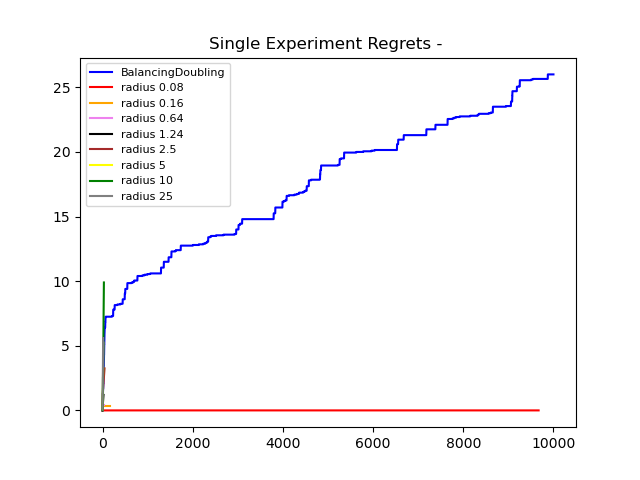 Single Experiment Regrets -
BalancingDoubling
radius 0.08
radius 0.16
radius 0.64
radius 1.24
radius 2.5
radius 5
radius 10
radius 25
25
20
15
10
5
0
0 2000 4000 6000 8000 10000